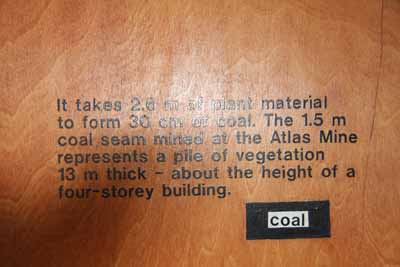 It takes 2.6 m of plant material
to form 30 cm of coal. The 1.5 m
coal seam mined at the Atlas Mine
represents a pile of vegetation
13 m thick - about the height of a
four-storey building.
coal